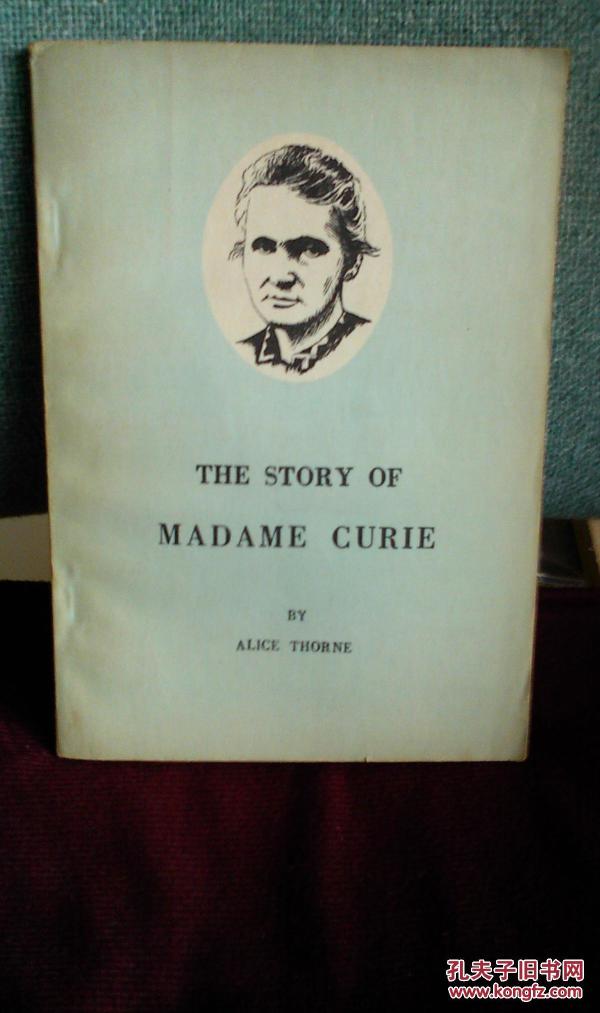 THE STORY OF
MADAME CURIE
BY
ALICE THORNE
孔夫子旧书网
www.kongfz.com